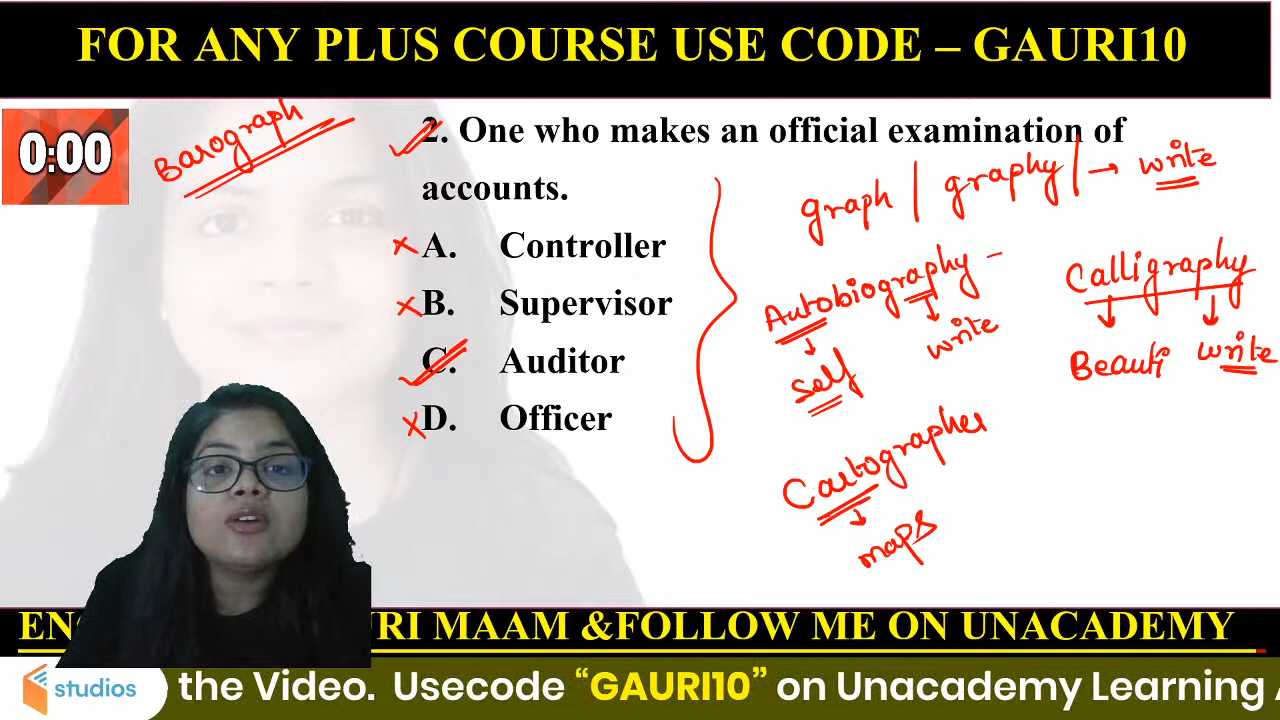 FOR ANY PLUS COURSE USE CODE – GAURI10
0:00
Barograph
2. One who makes an official examination of
accounts.
A. Controller
B. Supervisor
C. Auditor
D. Officer
graph | graphy | → write
Autobiography –
self
write
Calligraphy
Beauti
write
Cartographer
maps
URI MAAM &FOLLOW ME ON UNACADEMY
studios
the Video. Usecode “GAURI10” on Unacademy Learning